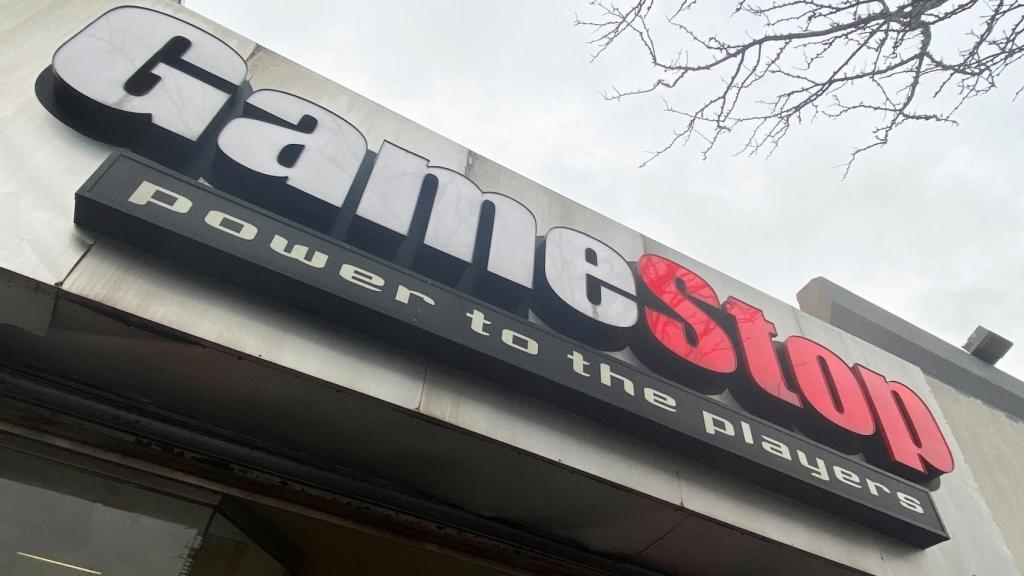 GameStop
power to the players